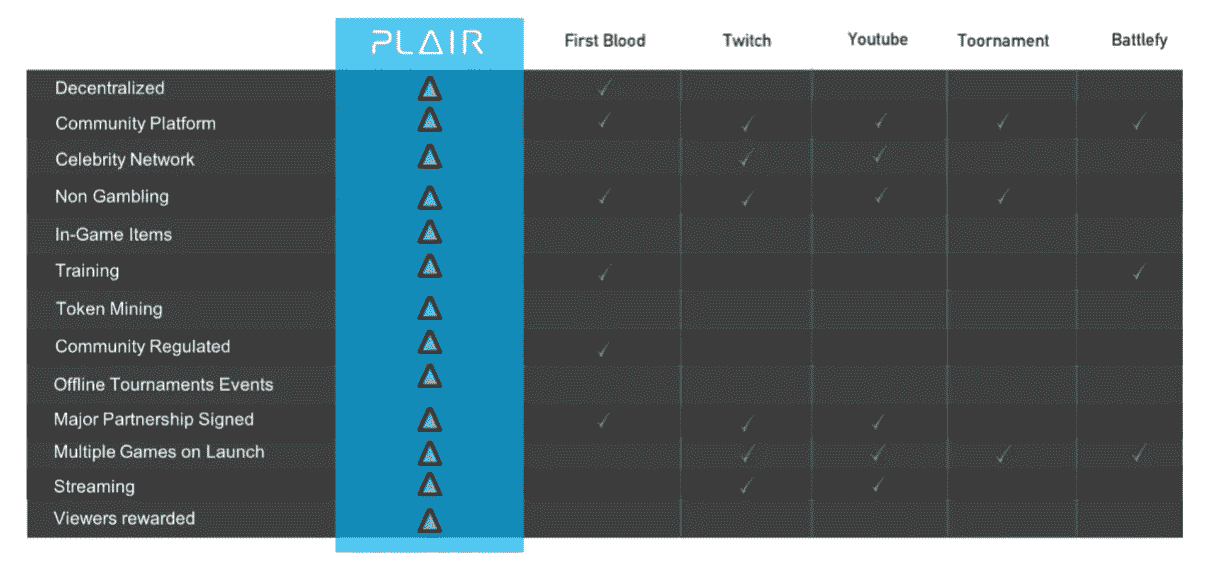 PLAIR First Blood Twitch Youtube Toornament Battlefy
Decentralized ✓
Community Platform ✓ ✓ ✓ ✓ ✓
Celebrity Network ✓ ✓
Non Gambling ✓ ✓ ✓ ✓
In-Game Items
Training ✓ ✓
Token Mining
Community Regulated ✓
Offline Tournaments Events
Major Partnership Signed ✓ ✓ ✓
Multiple Games on Launch ✓ ✓ ✓ ✓
Streaming ✓ ✓
Viewers rewarded